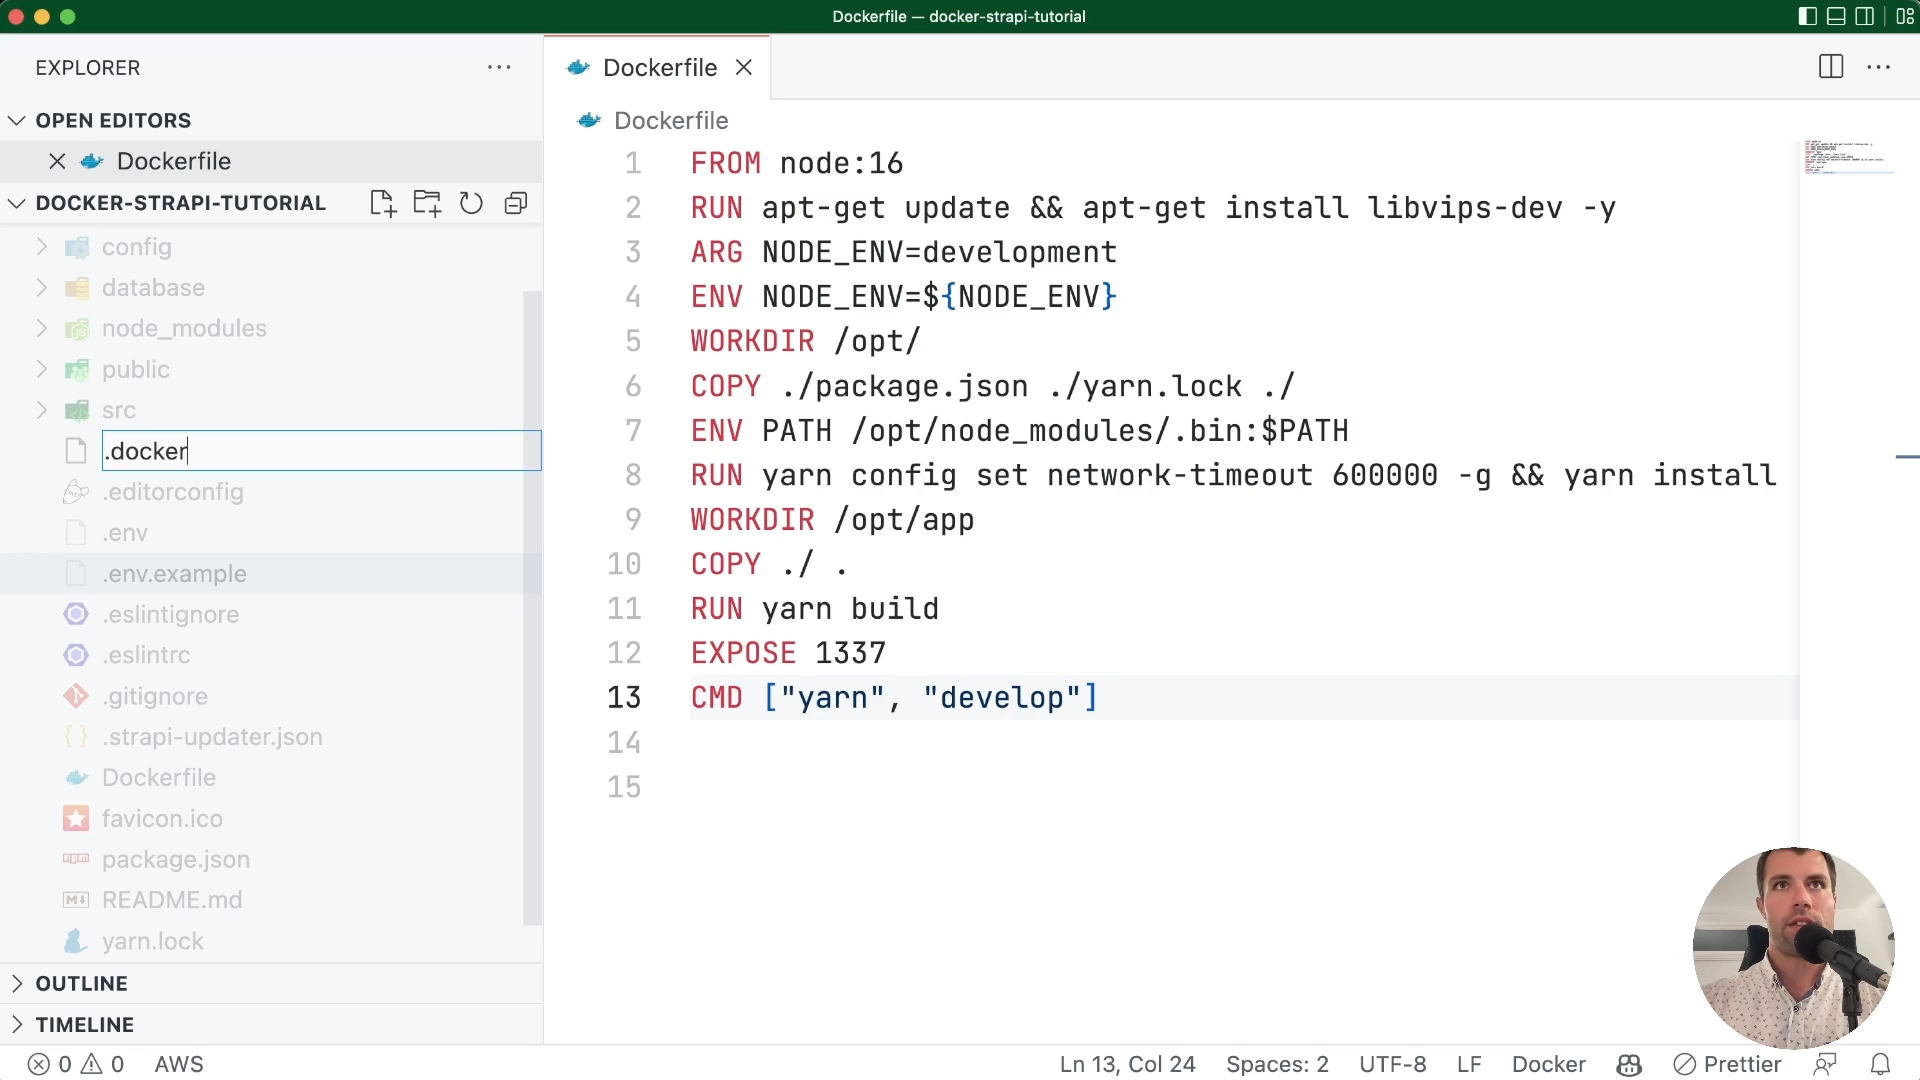 Dockerfile — docker-strapi-tutorial
EXPLORER
OPEN EDITORS
Dockerfile
DOCKER-STRAPI-TUTORIAL
config
database
node_modules
public
src
.docker
.editorconfig
.env
.env.example
.eslintignore
.eslintrc
.gitignore
.strapi-updater.json
Dockerfile
favicon.ico
package.json
README.md
yarn.lock
OUTLINE
TIMELINE
Dockerfile
Dockerfile
1 FROM node:16
2 RUN apt-get update && apt-get install libvips-dev -y
3 ARG NODE_ENV=development
4 ENV NODE_ENV=${NODE_ENV}
5 WORKDIR /opt/
6 COPY ./package.json ./yarn.lock ./
7 ENV PATH /opt/node_modules/.bin:$PATH
8 RUN yarn config set network-timeout 600000 -g && yarn install
9 WORKDIR /opt/app
10 COPY ./ .
11 RUN yarn build
12 EXPOSE 1337
13 CMD ["yarn", "develop"]
14
15
0 0 AWS Ln 13, Col 24 Spaces: 2 UTF-8 LF Docker Prettier